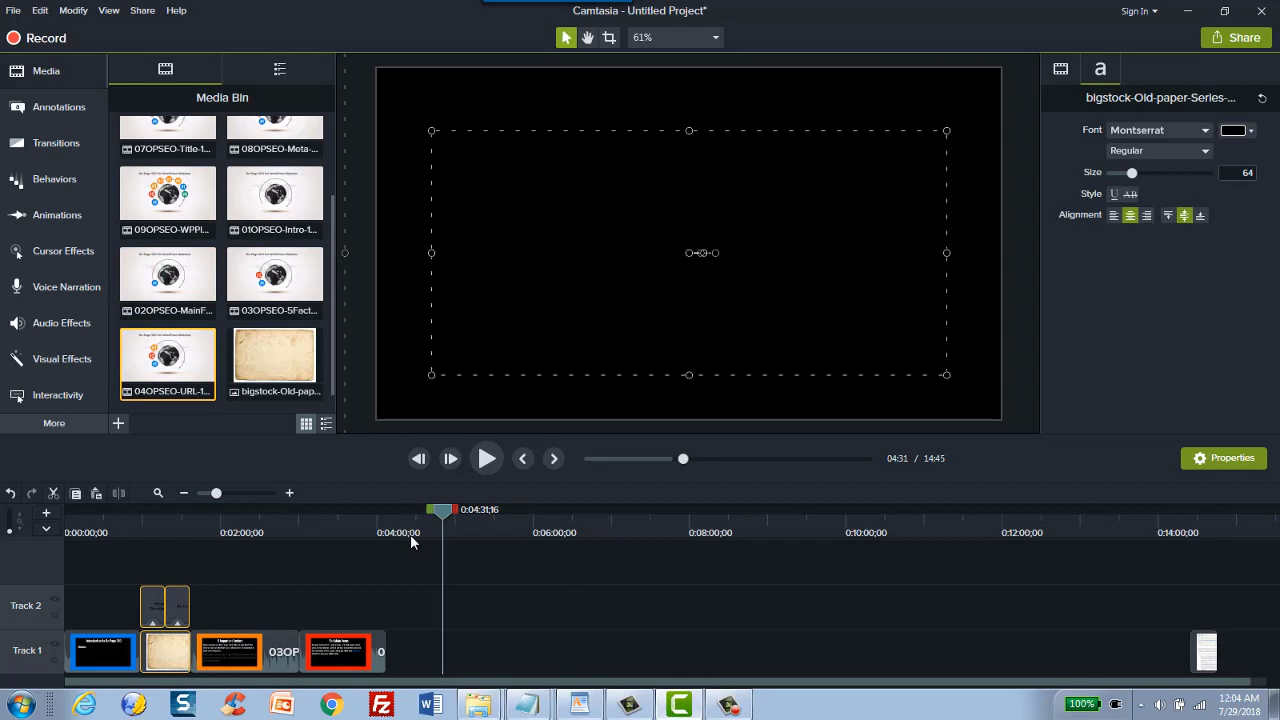 File Edit Modify View Share Help
Camtasia - Untitled Project*
Sign In
Record
61%
Share
Media
Annotations
Transitions
Behaviors
Animations
Cursor Effects
Voice Narration
Audio Effects
Visual Effects
Interactivity
More
Media Bin
07OPSEO-Title-1...
08OPSEO-Meta-...
09OPSEO-WPPl...
01OPSEO-Intro-1...
02OPSEO-MainF...
03OPSEO-5Fact...
04OPSEO-URL-1...
bigstock-Old-pap...
a
bigstock-Old-paper-Series-...
Font Montserrat
Regular
Size 64
Style U ab
Alignment
04:31 / 14:45
Properties
0:04:31;16
0:00:00;00 0:02:00;00 0:04:00;00 0:06:00;00 0:08:00;00 0:10:00;00 0:12:00;00 0:14:00;00
Track 2
Track
03OP
100%
12:04 AM
7/29/2018